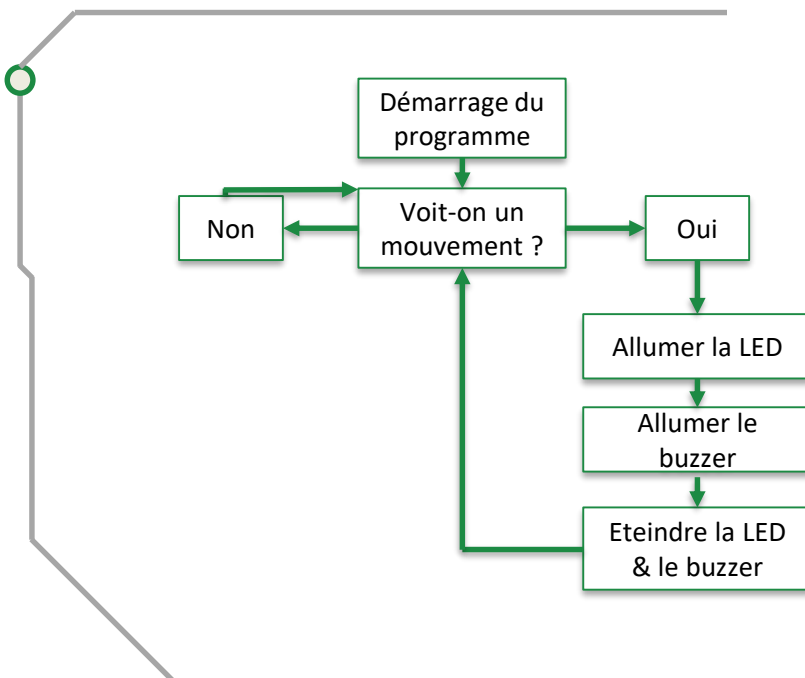 Démarrage du
programme
Voit-on un
mouvement ?
Non
Oui
Allumer la LED
Allumer le
buzzer
Eteindre la LED
& le buzzer